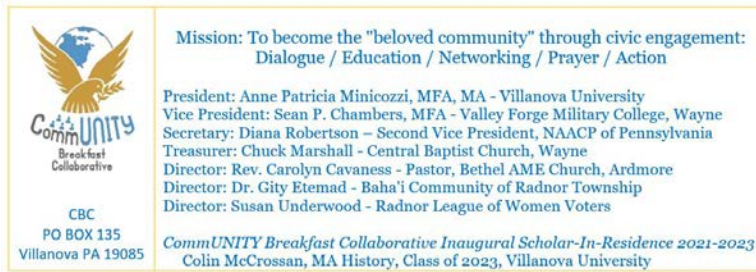 CommUNITY
Breakfast
Collaborative
CBC
PO BOX 135
Villanova PA 19085
Mission: To become the "beloved community" through civic engagement:
Dialogue / Education / Networking / Prayer / Action
President: Anne Patricia Minicozzi, MFA, MA - Villanova University
Vice President: Sean P. Chambers, MFA - Valley Forge Military College, Wayne
Secretary: Diana Robertson – Second Vice President, NAACP of Pennsylvania
Treasurer: Chuck Marshall - Central Baptist Church, Wayne
Director: Rev. Carolyn Cavaness - Pastor, Bethel AME Church, Ardmore
Director: Dr. Gity Etemad - Baha'i Community of Radnor Township
Director: Susan Underwood - Radnor League of Women Voters
CommUNITY Breakfast Collaborative Inaugural Scholar-In-Residence 2021-2023
Colin McCrossan, MA History, Class of 2023, Villanova University